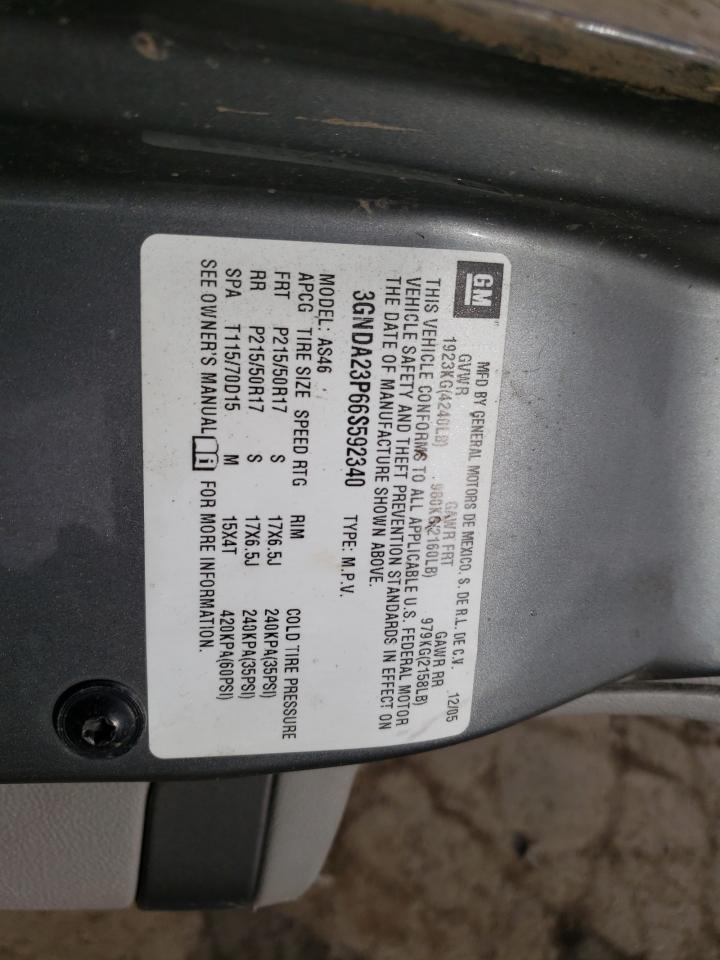 GM
MFD BY GENERAL MOTORS DE MEXICO. S. DE R.L. DE C.V. 12/05
GVWR GAWR FRT GAWR RR
1923KG(4240LB) 980KG(2160LB) 979KG(2158LB)
THIS VEHICLE CONFORMS TO ALL APPLICABLE U.S. FEDERAL MOTOR
VEHICLE SAFETY AND THEFT PREVENTION STANDARDS IN EFFECT ON
THE DATE OF MANUFACTURE SHOWN ABOVE.
3GNDA23P66S592340 TYPE: M.P.V.
MODEL: AS46
APCG TIRE SIZE SPEED RTG RIM COLD TIRE PRESSURE
FRT P215/50R17 S 17X6.5J 240KPA(35PSI)
RR P215/50R17 S 17X6.5J 240KPA(35PSI)
SPA T115/70D15 M 15X4T 420KPA(60PSI)
SEE OWNER'S MANUAL i FOR MORE INFORMATION.